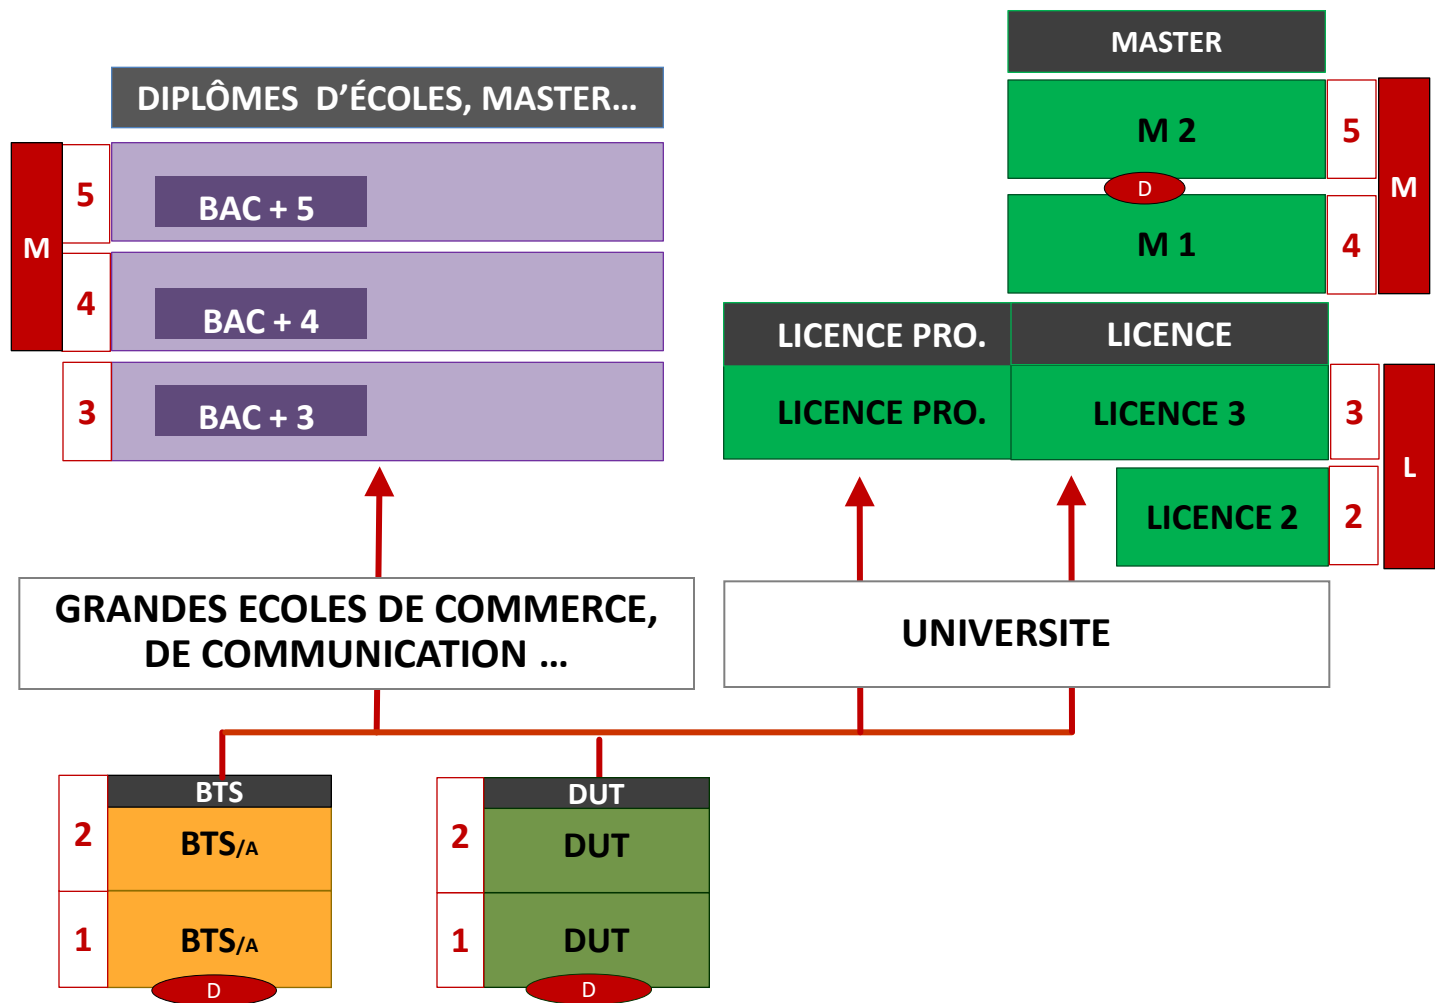 MASTER
DIPLÔMES D'ÉCOLES, MASTER...
M 2
5
M
D
M 1
4
5
BAC + 5
M
4
BAC + 4
3
BAC + 3
LICENCE PRO.
LICENCE
LICENCE PRO.
LICENCE 3
3
L
LICENCE 2
2
GRANDES ECOLES DE COMMERCE,
DE COMMUNICATION ...
UNIVERSITE
BTS
2
BTS/A
1
BTS/A
D
DUT
2
DUT
1
DUT
D